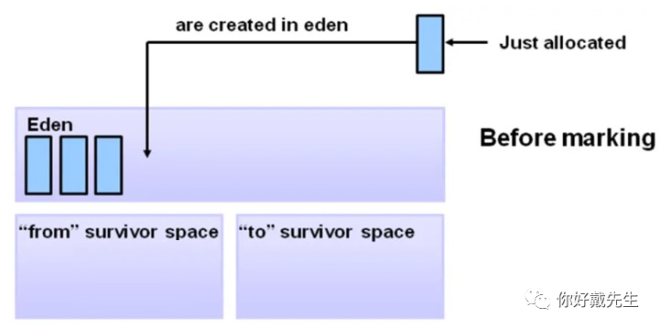 are created in eden
Just allocated
Eden
Before marking
“from” survivor space
“to” survivor space
你好戴先生